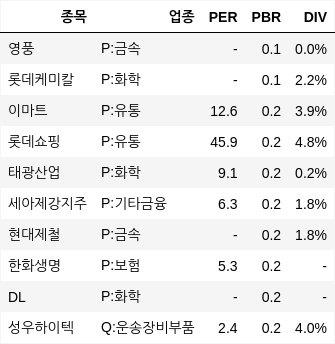 종목 업종 PER PBR DIV
영풍 P:금속 - 0.1 0.0%
롯데케미칼 P:화학 - 0.1 2.2%
이마트 P:유통 12.6 0.2 3.9%
롯데쇼핑 P:유통 45.9 0.2 4.8%
태광산업 P:화학 9.1 0.2 0.2%
세아제강지주 P:기타금융 6.3 0.2 1.8%
현대제철 P:금속 - 0.2 1.8%
한화생명 P:보험 5.3 0.2 -
DL P:화학 - 0.2 -
성우하이텍 Q:운송장비부품 2.4 0.2 4.0%